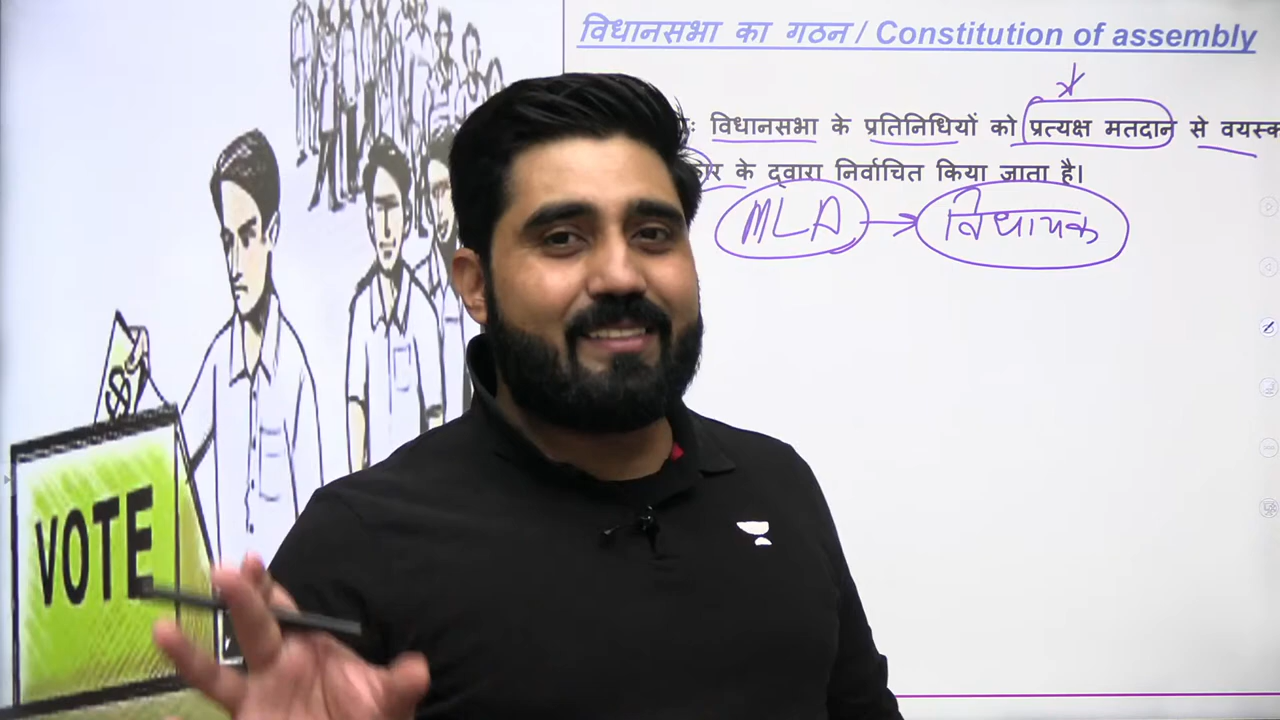 विधानसभा का गठन / Constitution of assembly
विधानसभा के प्रतिनिधियों को प्रत्यक्ष मतदान से वयस्क
के द्वारा निर्वाचित किया जाता है।
MLA → विधायक
VOTE